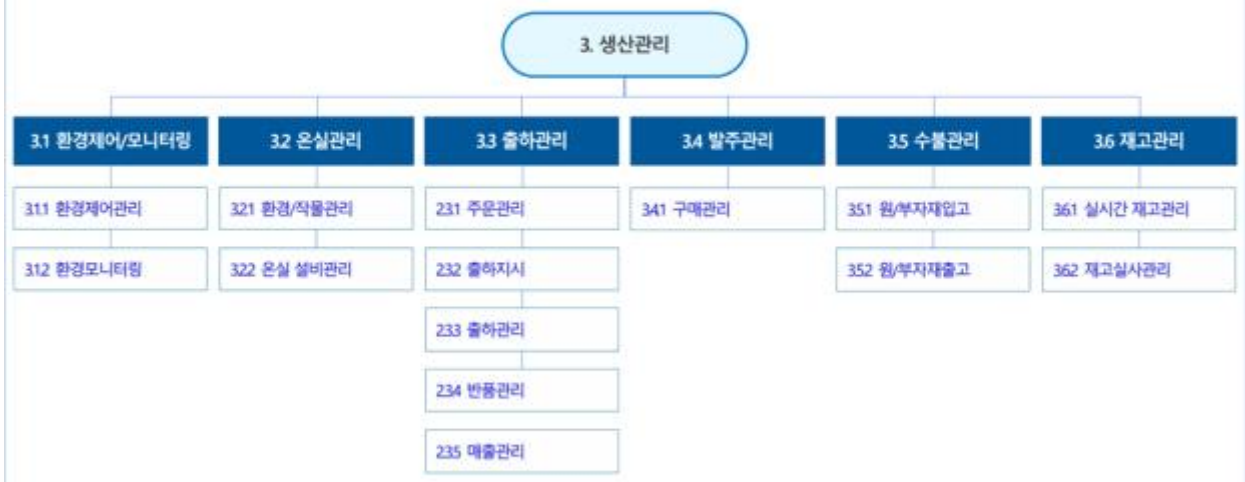 3. 생산관리
3.1 환경제어/모니터링
3.2 온실관리
3.3 출하관리
3.4 발주관리
3.5 수불관리
3.6 재고관리
3.1.1 환경제어관리
3.2.1 환경/작물관리
2.3.1 주문관리
3.4.1 구매관리
3.5.1 원/부자재입고
3.6.1 실시간 재고관리
3.1.2 환경모니터링
3.2.2 온실 설비관리
2.3.2 출하지시
3.5.2 원/부자재출고
3.6.2 재고실사관리
2.3.3 출하관리
2.3.4 반품관리
2.3.5 매출관리